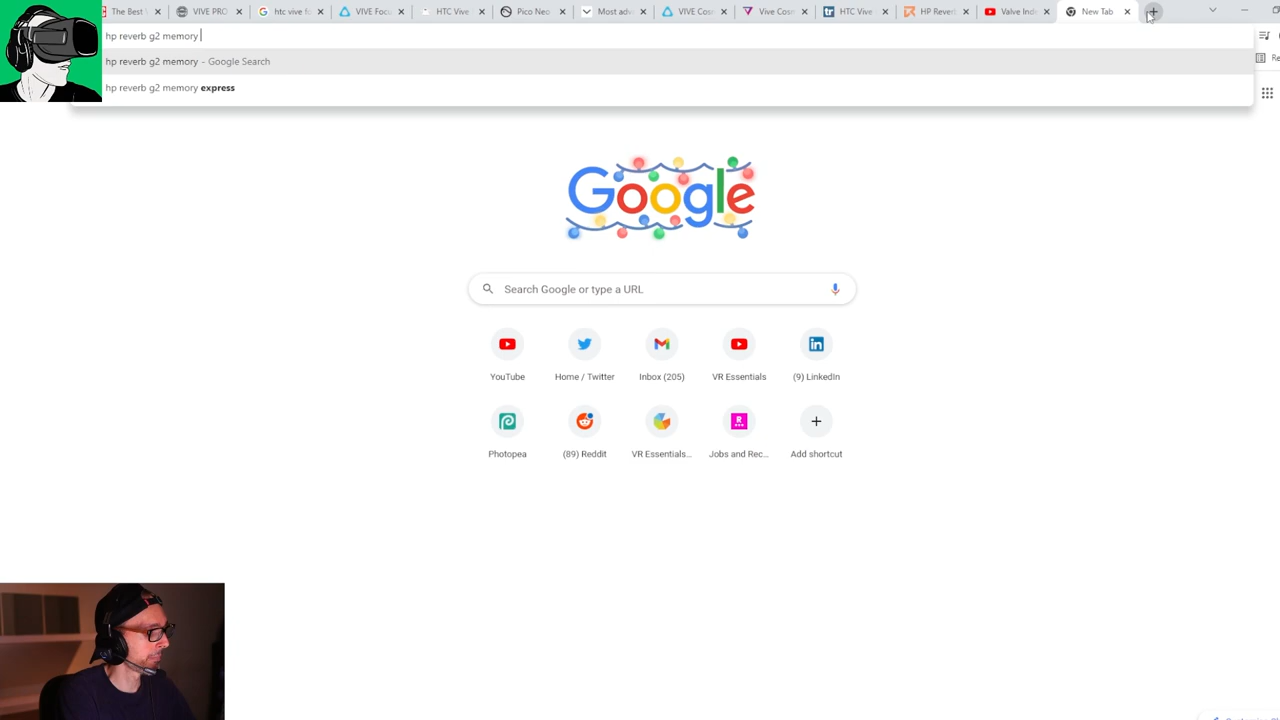 The Best V
VIVE PRO
htc vive fo
VIVE Focu
HTC Vive
Pico Neo
Most adv
VIVE Cos
Vive Cosm
HTC Vive
HP Reverb
Valve Ind
New Tab
hp reverb g2 memory
hp reverb g2 memory - Google Search
hp reverb g2 memory express
Re
Google
Search Google or type a URL
YouTube
Home / Twitter
Inbox (205)
VR Essentials
(9) LinkedIn
Photopea
(89) Reddit
VR Essentials...
Jobs and Rec...
Add shortcut